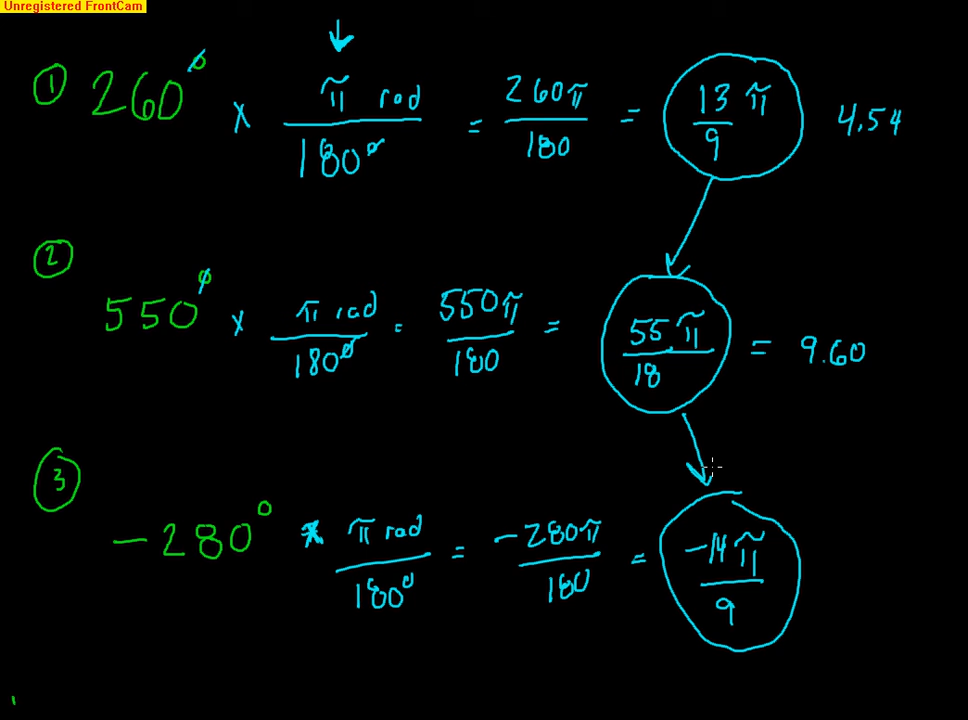 Unregistered FrontCam
① 260° × π rad / 180° = 260π / 180 = 13π / 9 4.54
② 550° × π rad / 180° = 550π / 180 = 55π / 18 = 9.60
③ -280° × π rad / 180° = -280π / 180 = -14π / 9